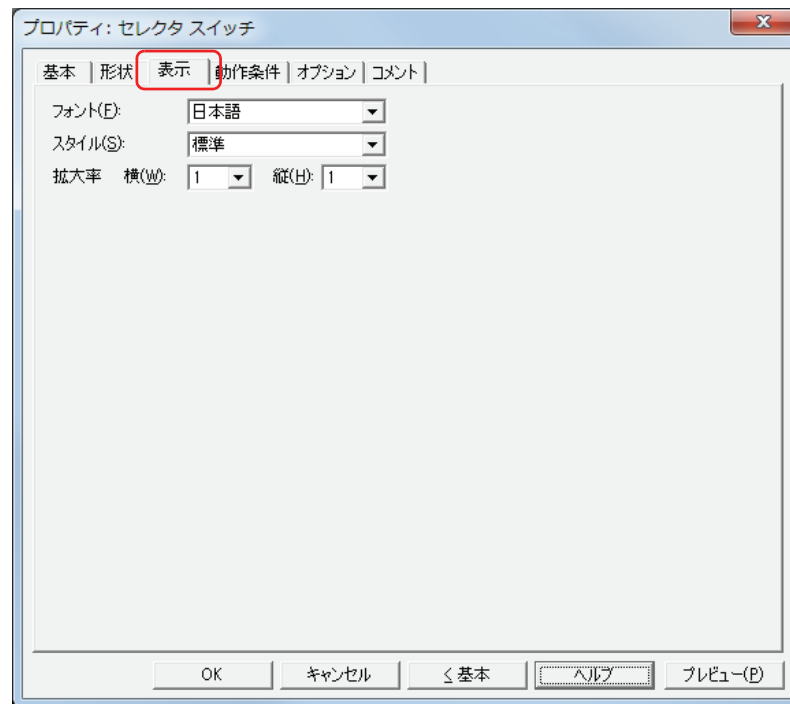 プロパティ: セレクタ スイッチ
基本 形状 表示 動作条件 オプション コメント
フォント(F): 日本語
スタイル(S): 標準
拡大率 横(W): 1 縦(H): 1
OK キャンセル < 基本 ヘルプ プレビュー(P)